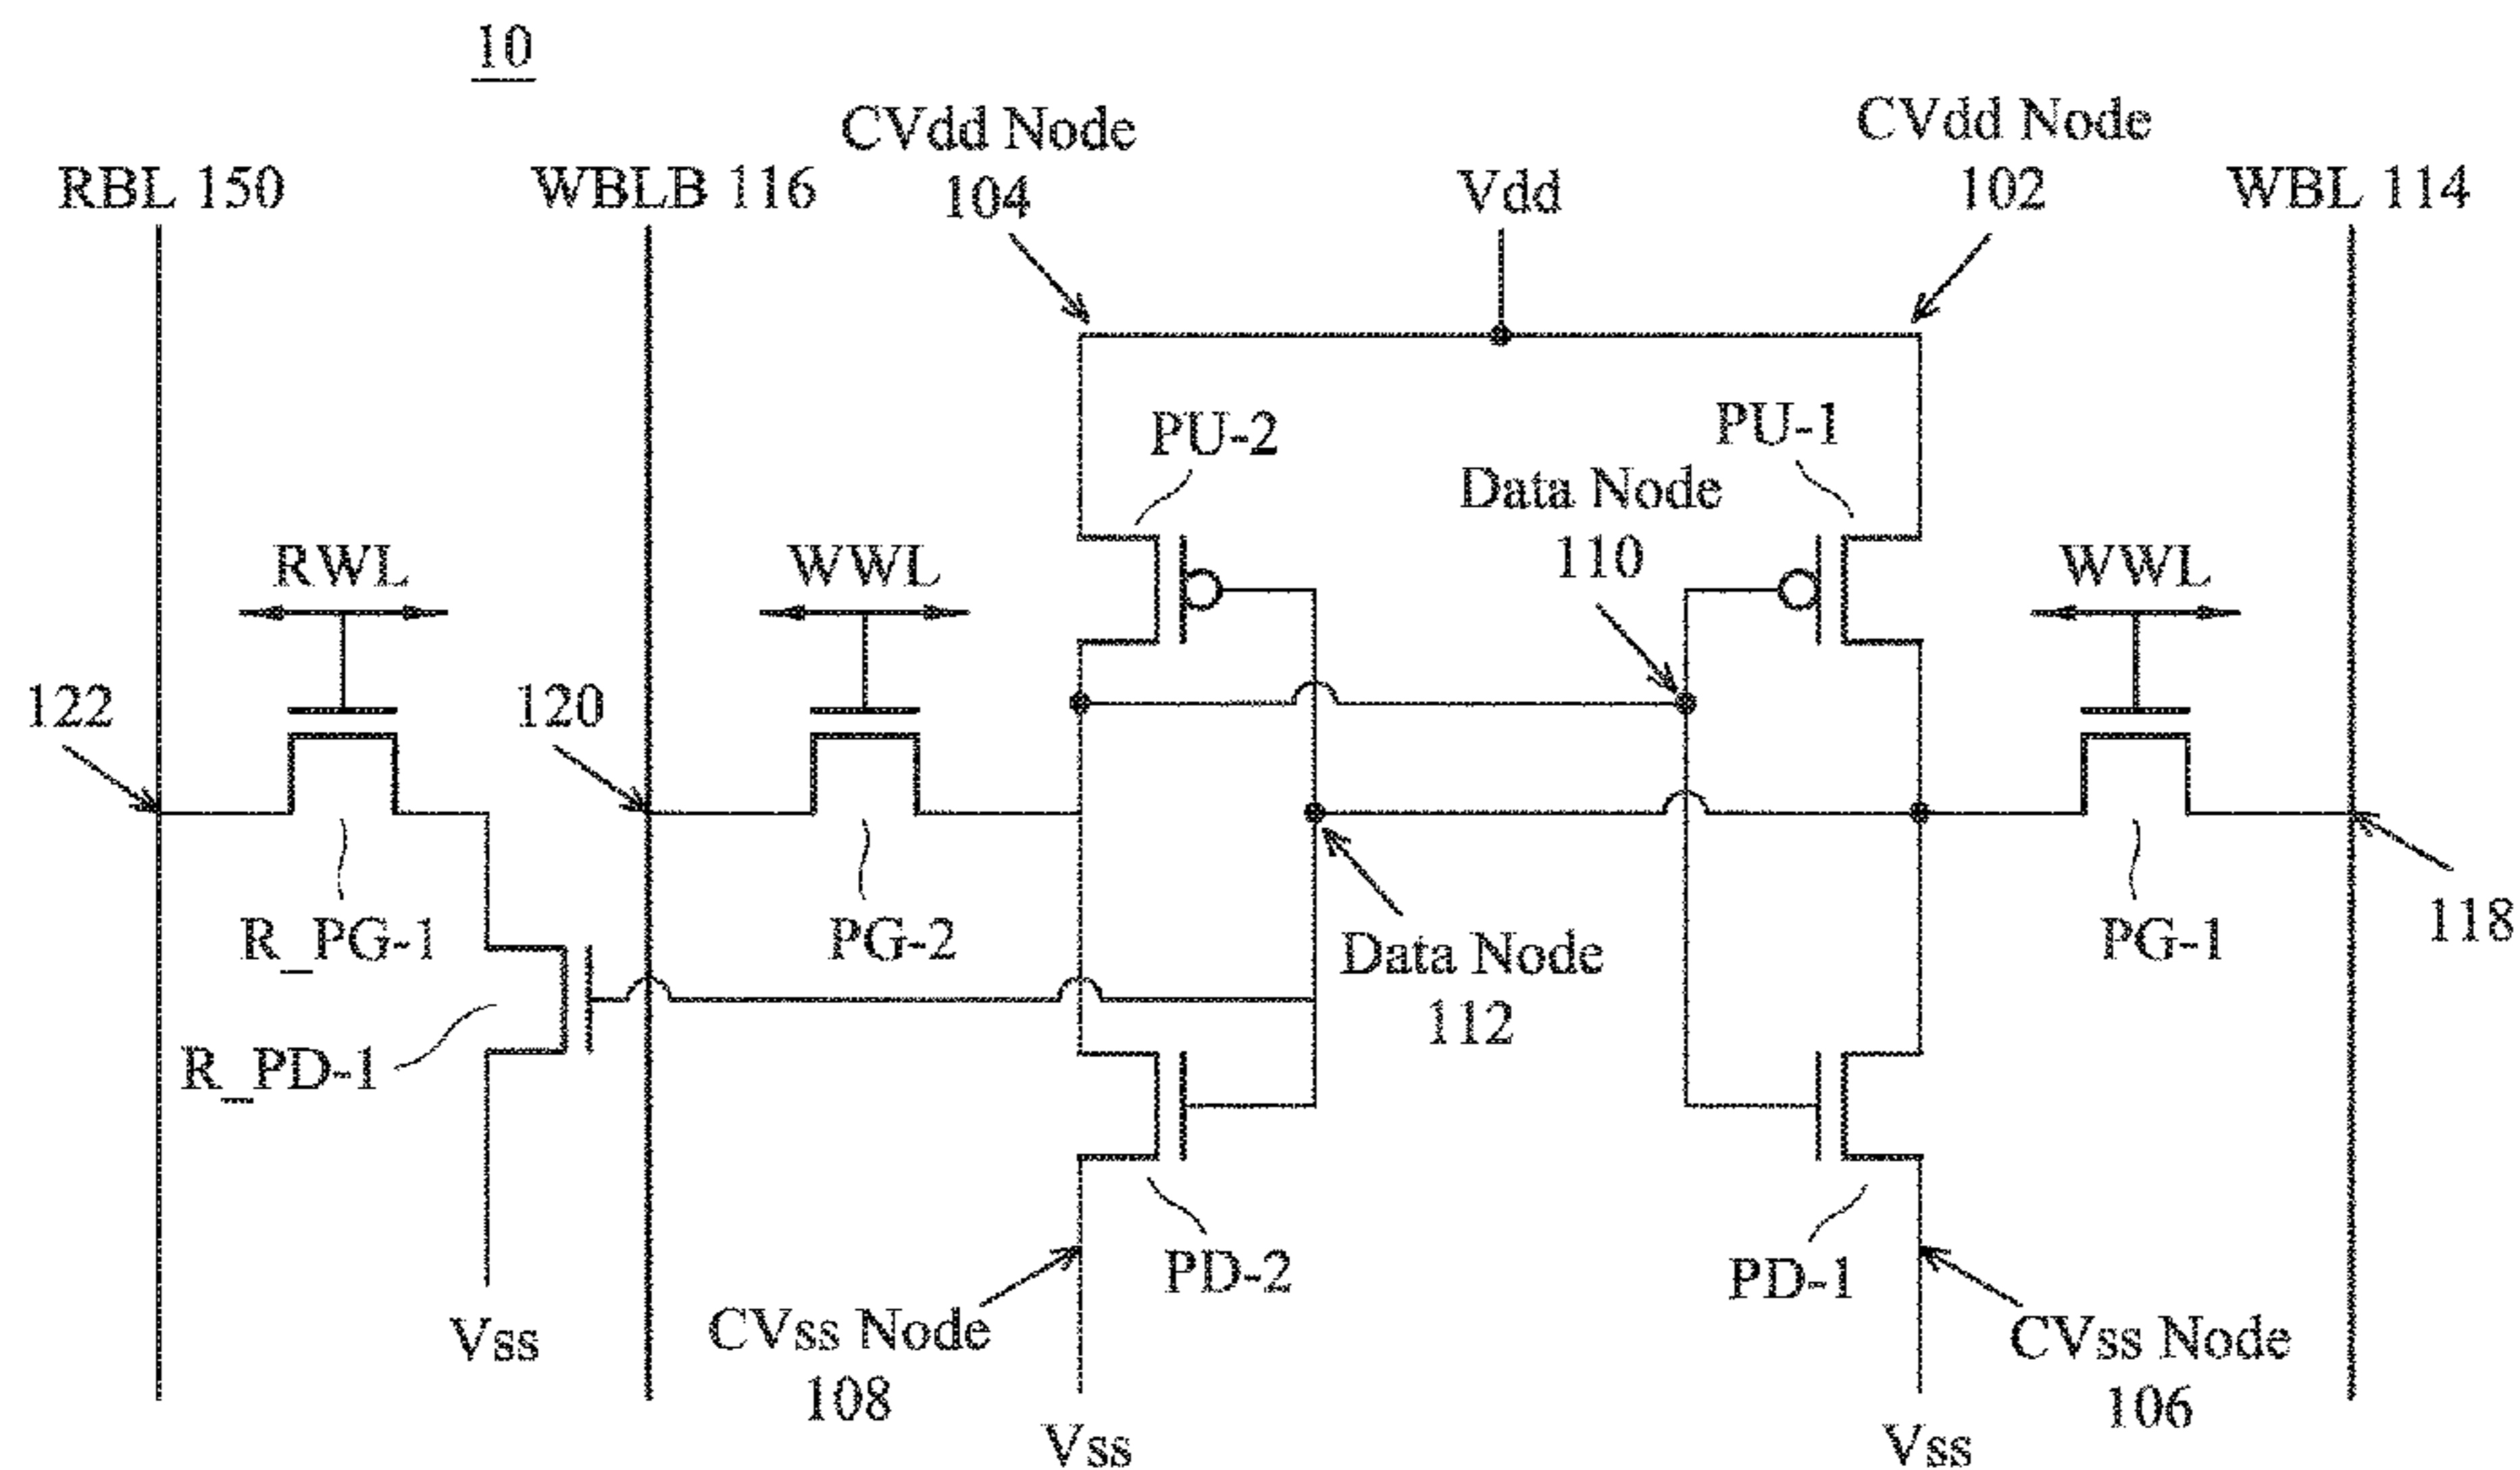 10
CVdd Node
104
CVdd Node
102
RBL 150
WBLB 116
Vdd
WBL 114
PU-2
PU-1
Data Node
110
RWL
WWL
WWL
122
120
R_PG-1
PG-2
Data Node
112
PG-1
118
R_PD-1
PD-2
PD-1
Vss
CVss Node
108
CVss Node
106
Vss
Vss